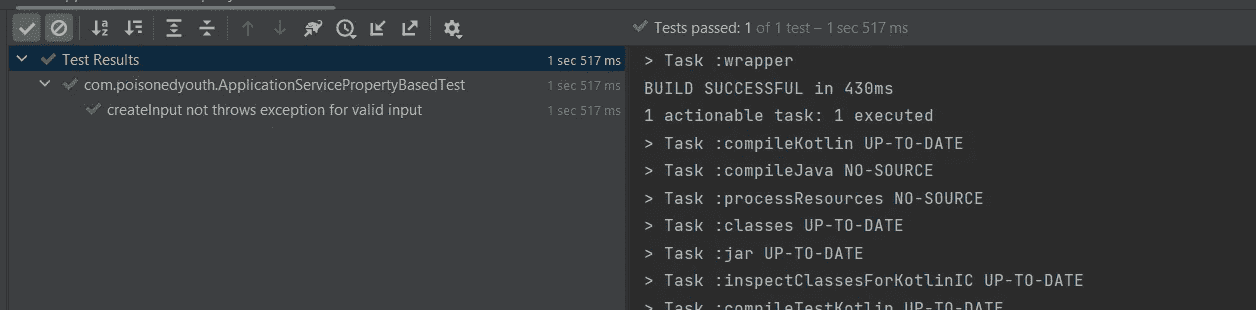 Tests passed: 1 of 1 test – 1 sec 517 ms
Test Results 1 sec 517 ms
com.poisonedyouth.ApplicationServicePropertyBasedTest 1 sec 517 ms
createInput not throws exception for valid input 1 sec 517 ms
> Task :wrapper
BUILD SUCCESSFUL in 430ms
1 actionable task: 1 executed
> Task :compileKotlin UP-TO-DATE
> Task :compileJava NO-SOURCE
> Task :processResources NO-SOURCE
> Task :classes UP-TO-DATE
> Task :jar UP-TO-DATE
> Task :inspectClassesForKotlinIC UP-TO-DATE
> Task :compileTestKotlin UP-TO-DATE